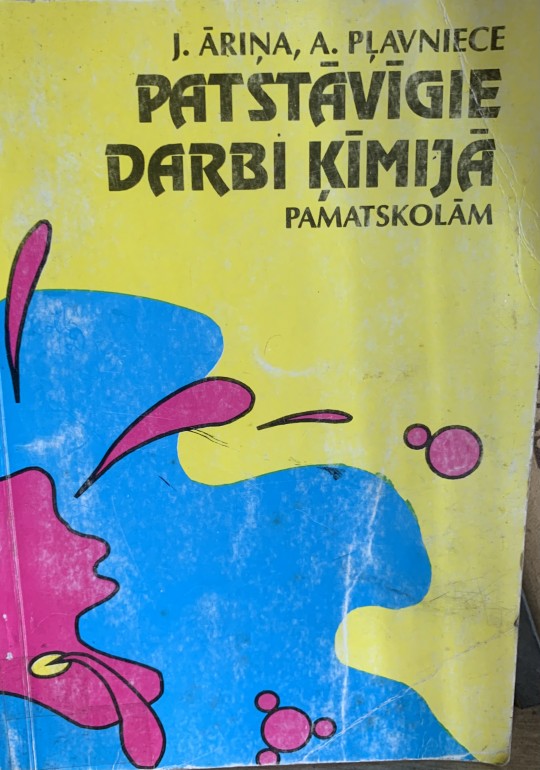 J. ĀRIŅA, A. PĻAVNIECE
PATSTĀVĪGIE
DARBI ĶĪMIJĀ
PAMATSKOLĀM